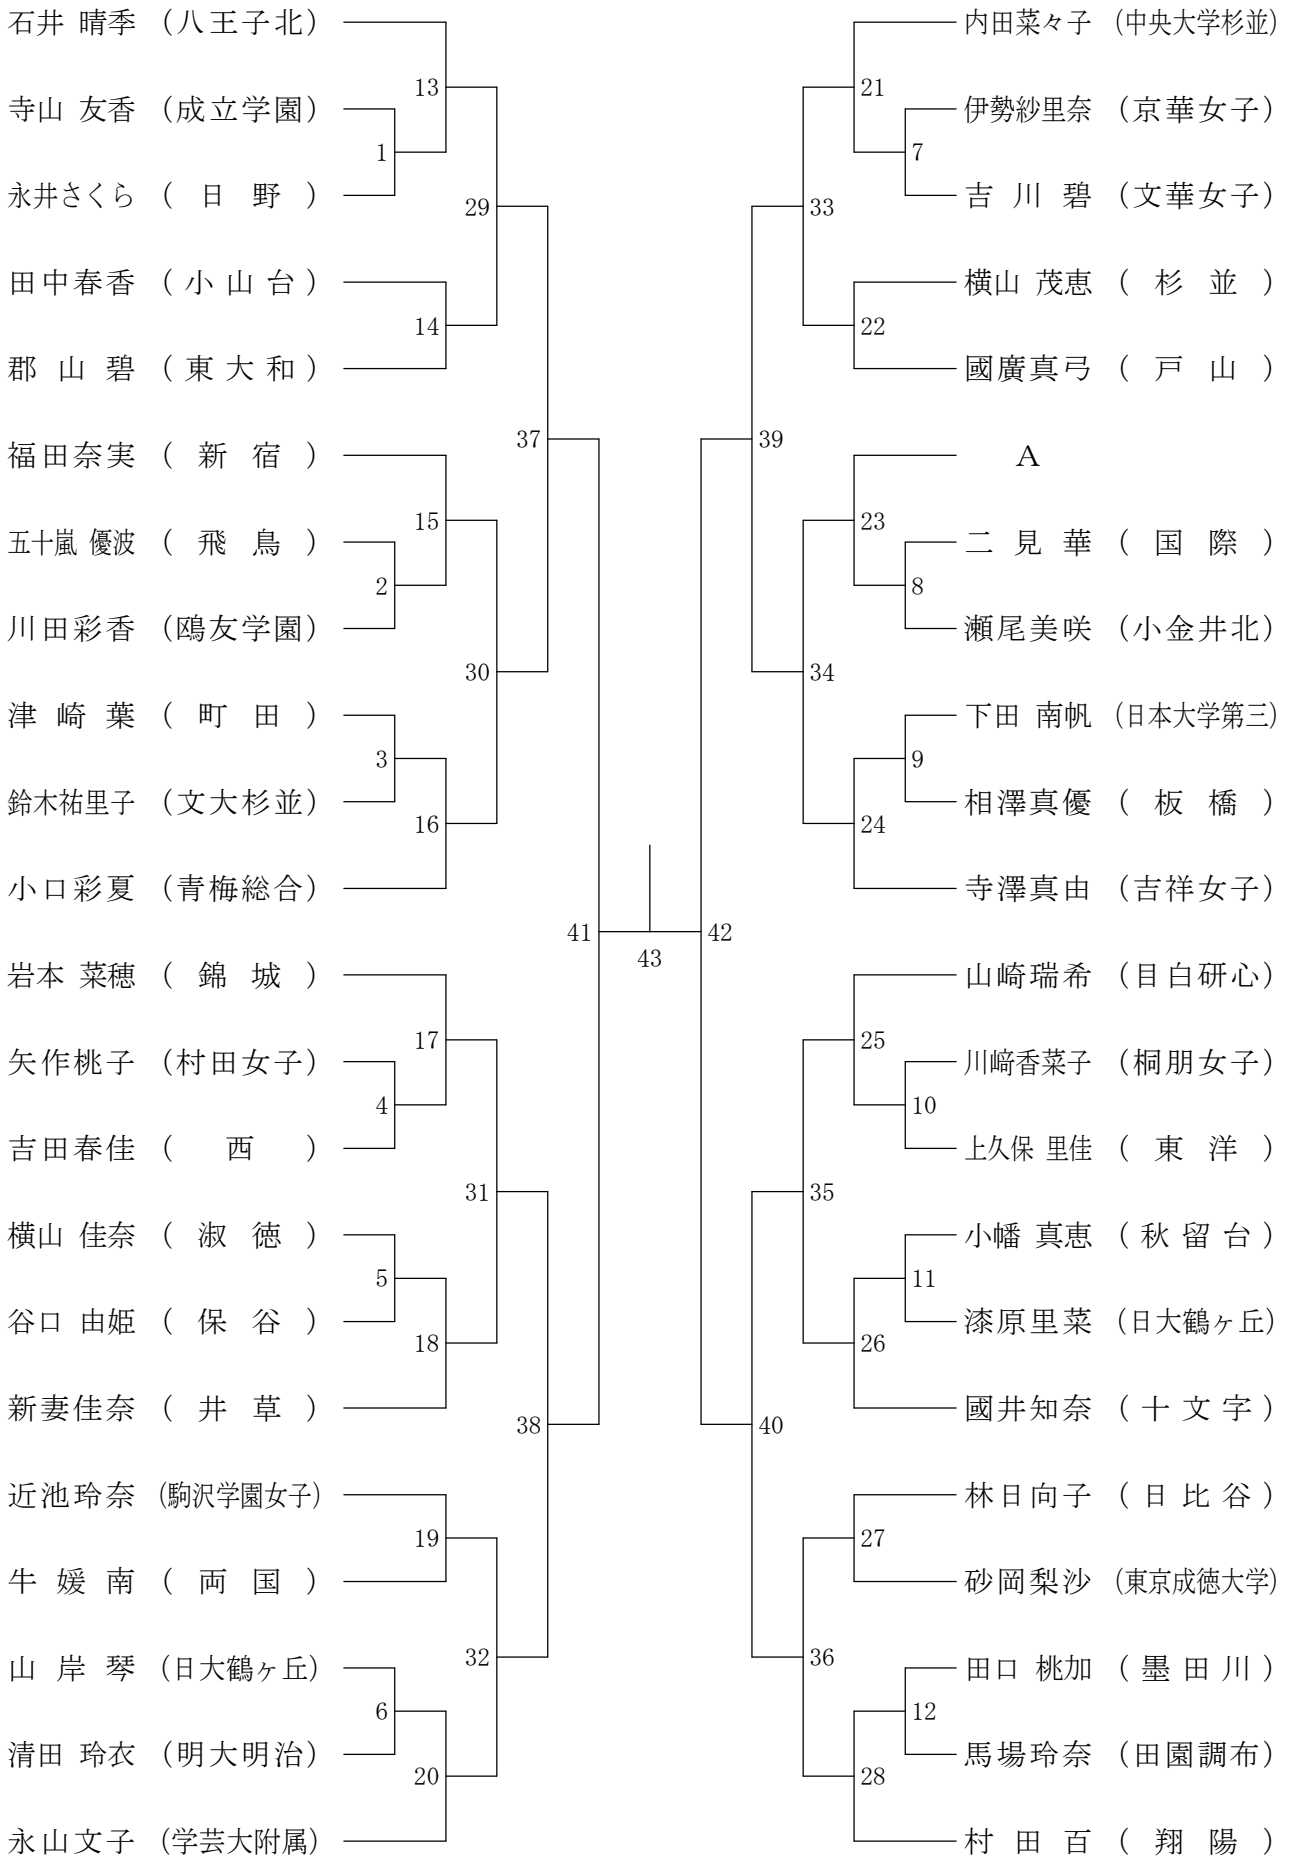 石井 晴季 (八王子北)
寺山 友香 (成立学園)
永井さくら (日野)
田中春香 (小山台)
郡山碧 (東大和)
福田奈実 (新宿)
五十嵐 優波 (飛鳥)
川田彩香 (鴎友学園)
津崎葉 (町田)
鈴木祐里子 (文大杉並)
小口彩夏 (青梅総合)
岩本 菜穂 (錦城)
矢作桃子 (村田女子)
吉田春佳 (西)
横山 佳奈 (淑徳)
谷口 由姫 (保谷)
新妻佳奈 (井草)
近池玲奈 (駒沢学園女子)
牛媛南 (両国)
山岸琴 (日大鶴ヶ丘)
清田 玲衣 (明大明治)
永山文子 (学芸大附属)
13
1
29
14
37
15
2
30
3
16
41
17
4
31
5
18
38
19
32
6
20
43
21
7
33
22
39
23
8
34
9
24
42
25
10
35
11
26
40
27
36
12
28
内田菜々子 (中央大学杉並)
伊勢紗里奈 (京華女子)
吉川碧 (文華女子)
横山 茂恵 (杉並)
國廣真弓 (戸山)
A
二見華 (国際)
瀬尾美咲 (小金井北)
下田 南帆 (日本大学第三)
相澤真優 (板橋)
寺澤真由 (吉祥女子)
山崎瑞希 (目白研心)
川﨑香菜子 (桐朋女子)
上久保 里佳 (東洋)
小幡 真恵 (秋留台)
漆原里菜 (日大鶴ヶ丘)
國井知奈 (十文字)
林日向子 (日比谷)
砂岡梨沙 (東京成徳大学)
田口 桃加 (墨田川)
馬場玲奈 (田園調布)
村田百 (翔陽)